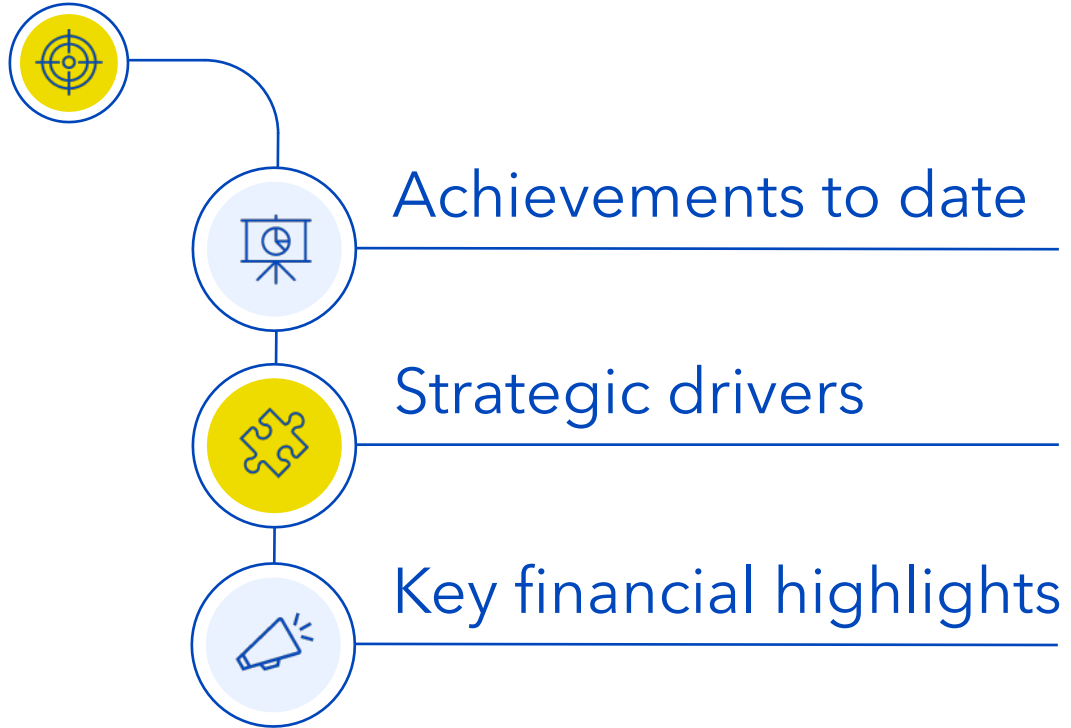 Achievements to date
Strategic drivers
Key financial highlights